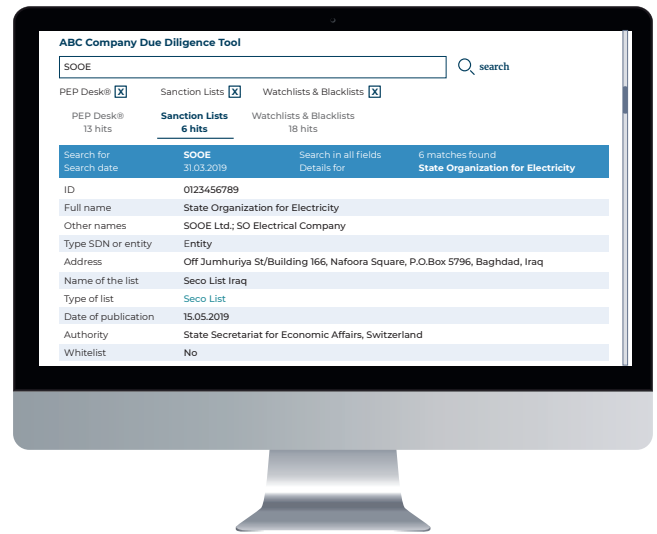 ABC Company Due Diligence Tool
SOOE
search
PEP Desk® X Sanction Lists X Watchlists & Blacklists X
PEP Desk® Sanction Lists Watchlists & Blacklists
13 hits 6 hits 18 hits
Search for SOOE Search in all fields 6 matches found
Search date 31.03.2019 Details for State Organization for Electricity
ID 0123456789
Full name State Organization for Electricity
Other names SOOE Ltd.; SO Electrical Company
Type SDN or entity Entity
Address Off Jumhuriya St/Building 166, Nafoora Square, P.O.Box 5796, Baghdad, Iraq
Name of the list Seco List Iraq
Type of list Seco List
Date of publication 15.05.2019
Authority State Secretariat for Economic Affairs, Switzerland
Whitelist No